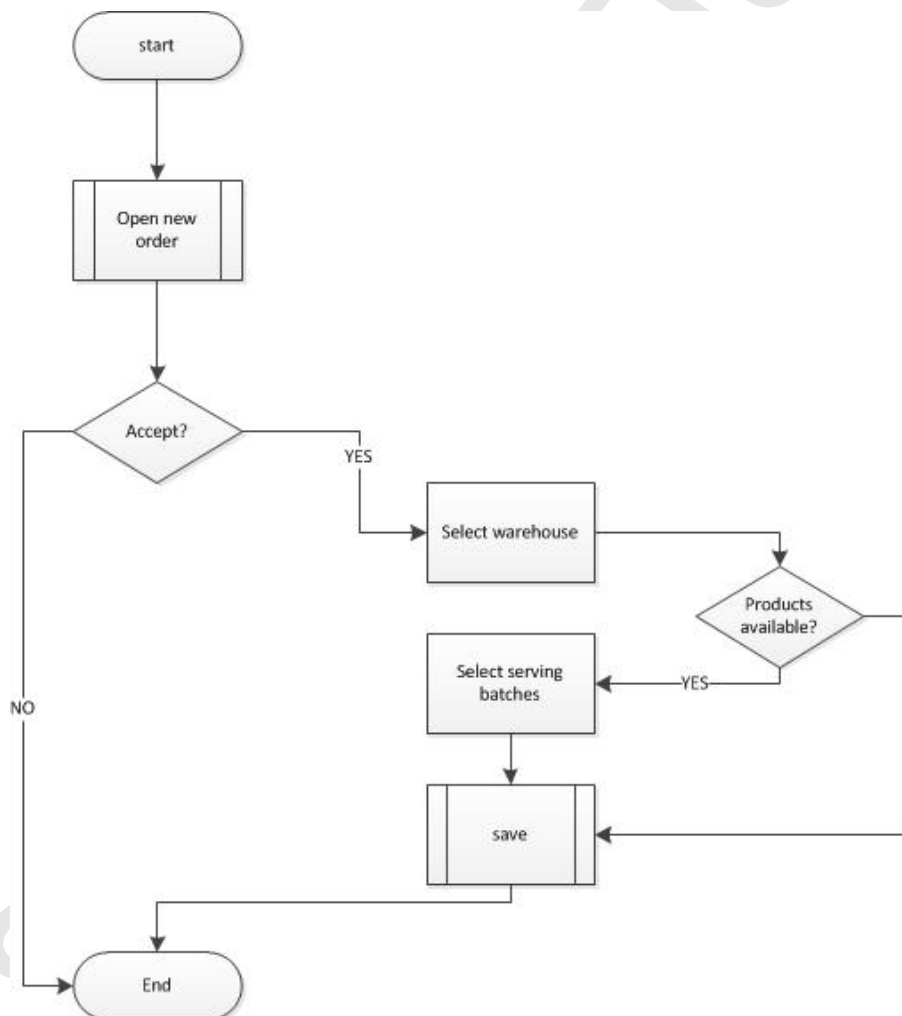 start
Open new
order
Accept?
YES
Select warehouse
Products
available?
Select serving
batches
YES
NO
save
End